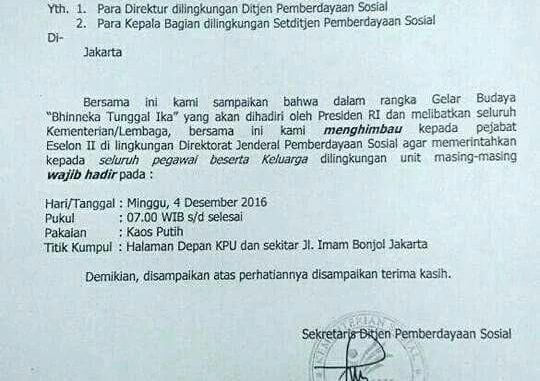 Yth. 1. Para Direktur dilingkungan Ditjen Pemberdayaan Sosial
2. Para Kepala Bagian dilingkungan Setditjen Pemberdayaan Sosial
Di-
Jakarta
Bersama ini kami sampaikan bahwa dalam rangka Gelar Budaya
"Bhinneka Tunggal Ika" yang akan dihadiri oleh Presiden RI dan melibatkan seluruh
Kementerian/Lembaga, bersama ini kami menghimbau kepada pejabat
Eselon II di lingkungan Direktorat Jenderal Pemberdayaan Sosial agar memerintahkan
kepada seluruh pegawai beserta Keluarga dilingkungan unit masing-masing
wajib hadir pada :
Hari/Tanggal : Minggu, 4 Desember 2016
Pukul : 07.00 WIB s/d selesai
Pakaian : Kaos Putih
Titik Kumpul : Halaman Depan KPU dan sekitar Jl. Imam Bonjol Jakarta
Demikian, disampaikan atas perhatiannya disampaikan terima kasih.
Sekretaris Ditjen Pemberdayaan Sosial